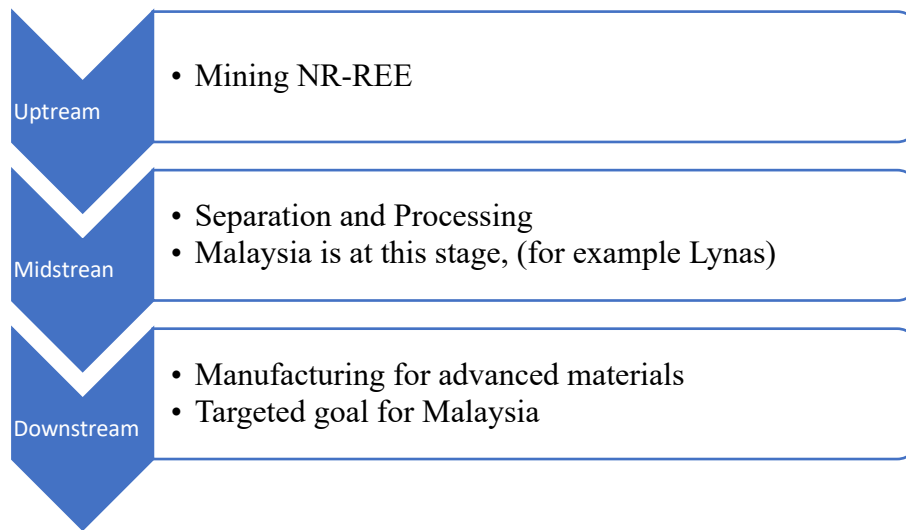 Uptream
• Mining NR-REE
Midstrean
• Separation and Processing
• Malaysia is at this stage, (for example Lynas)
Downstream
• Manufacturing for advanced materials
• Targeted goal for Malaysia